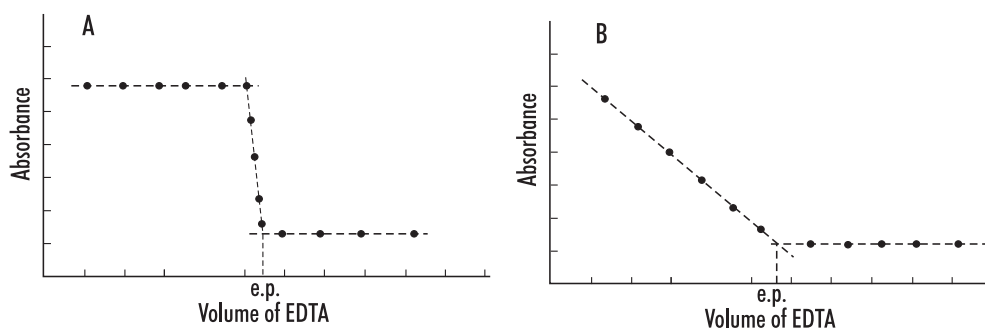 A
Absorbance
e.p.
Volume of EDTA
B
Absorbance
e.p.
Volume of EDTA